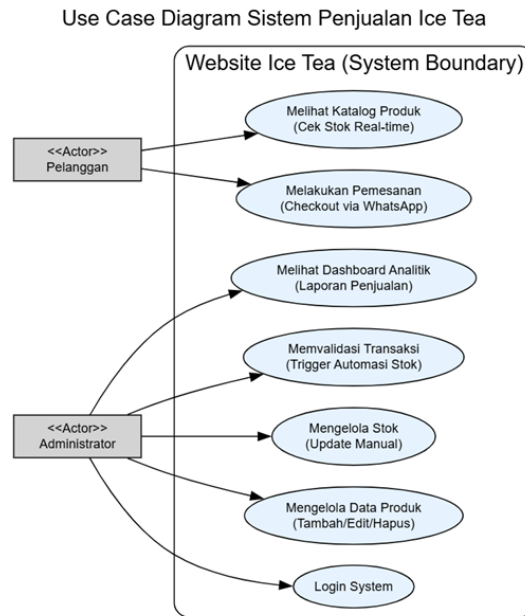 Use Case Diagram Sistem Penjualan Ice Tea
Website Ice Tea (System Boundary)
Melihat Katalog Produk
(Cek Stok Real-time)
<<Actor>>
Pelanggan
Melakukan Pemesanan
(Checkout via WhatsApp)
Melihat Dashboard Analitik
(Laporan Penjualan)
Memvalidasi Transaksi
(Trigger Automasi Stok)
<<Actor>>
Administrator
Mengelola Stok
(Update Manual)
Mengelola Data Produk
(Tambah/Edit/Hapus)
Login System